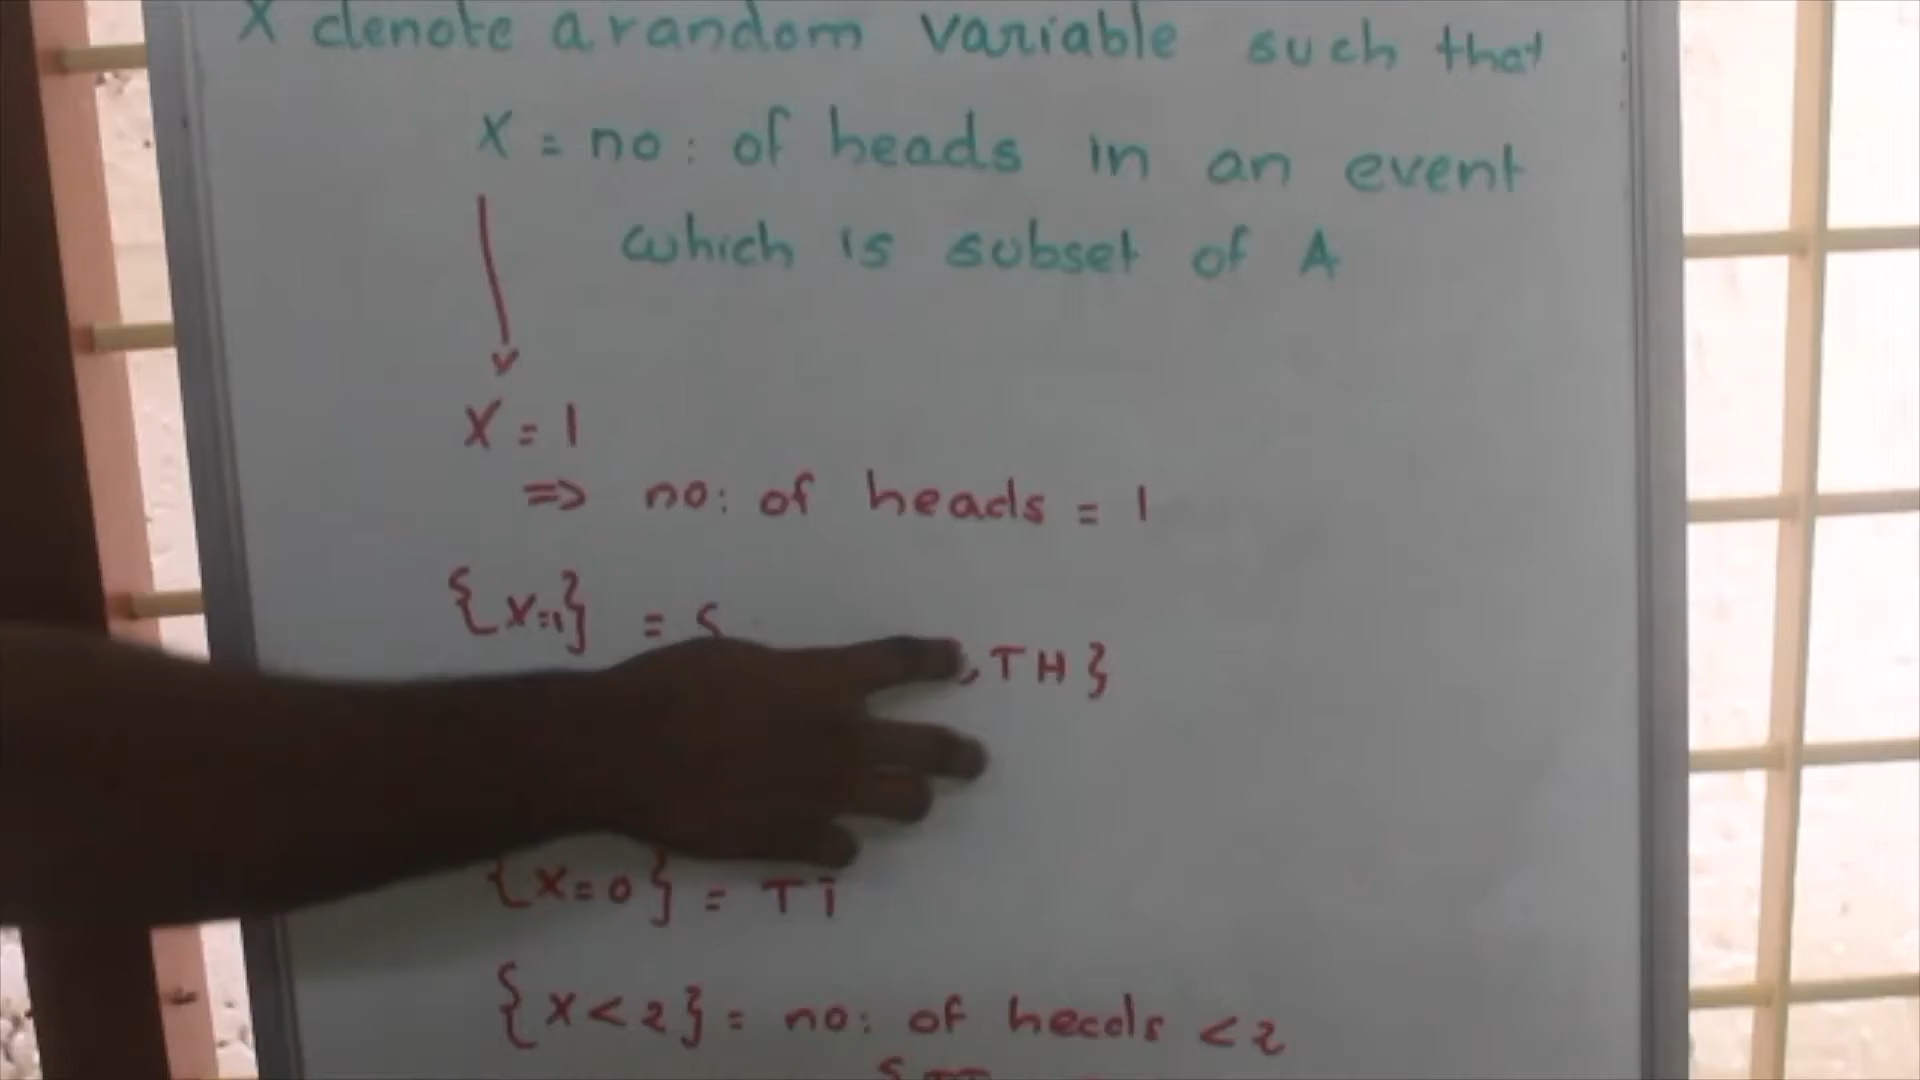 X denote a random variable such that
X = no: of heads in an event
which is subset of A
X = 1
=> no: of heads = 1
{X=1} = { , TH}
{X=0} = TT
{X<2} = no: of heads <2